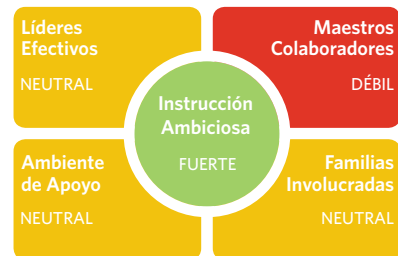 Líderes
Efectivos
NEUTRAL
Maestros
Colaboradores
DÉBIL
Instrucción
Ambiciosa
FUERTE
Ambiente
de Apoyo
NEUTRAL
Familias
Involucradas
NEUTRAL